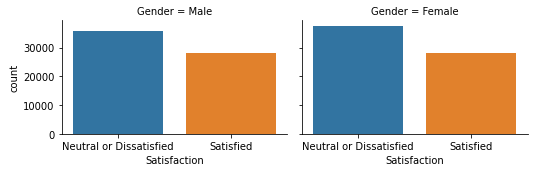 Gender = Male
Gender = Female
count
30000
20000
10000
0
Neutral or Dissatisfied
Satisfied
Neutral or Dissatisfied
Satisfied
Satisfaction
Satisfaction